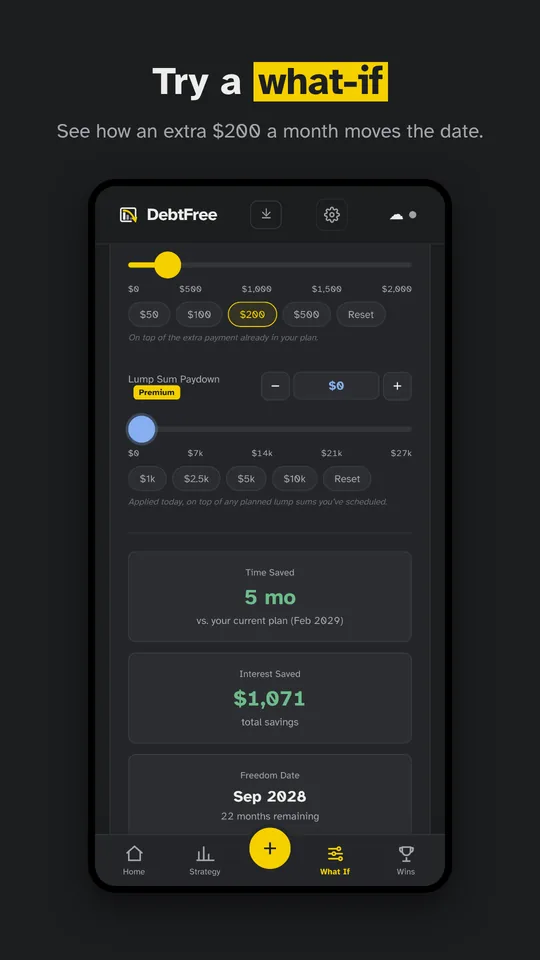 Try a what-if
See how an extra $200 a month moves the date.
DebtFree
$0 $500 $1,000 $1,500 $2,000
$50 $100 $200 $500 Reset
On top of the extra payment already in your plan.
Lump Sum Paydown
Premium
− $0 +
$0 $7k $14k $21k $27k
$1k $2.5k $5k $10k Reset
Applied today, on top of any planned lump sums you've scheduled.
Time Saved
5 mo
vs. your current plan (Feb 2029)
Interest Saved
$1,071
total savings
Freedom Date
Sep 2028
22 months remaining
+
Home Strategy What If Wins